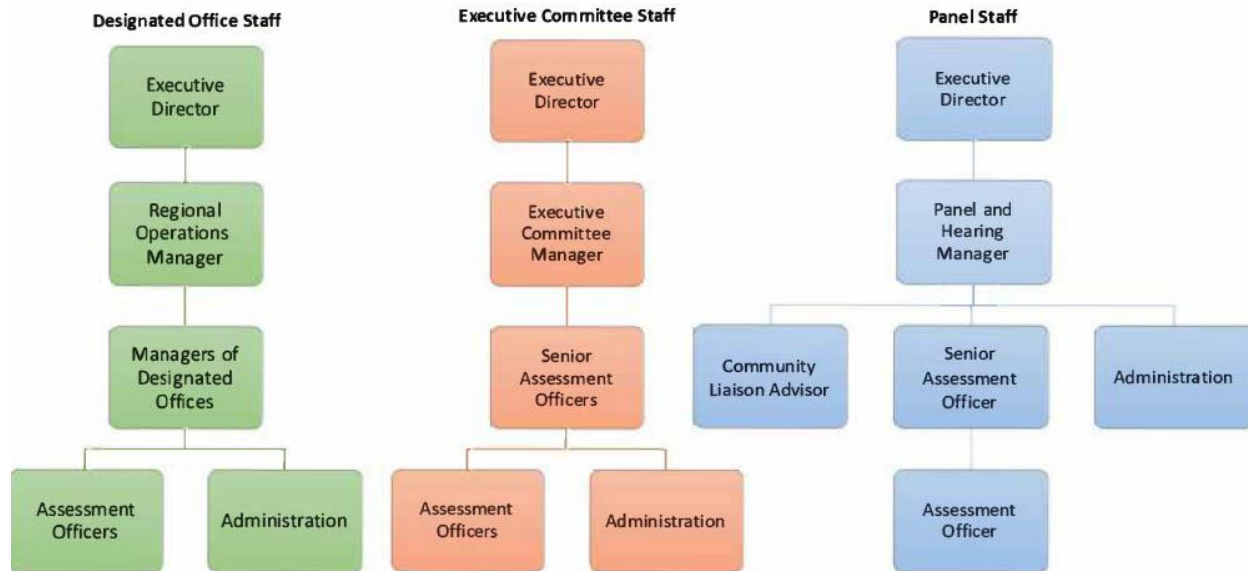 Designated Office Staff
Executive
Director
Regional
Operations
Manager
Managers of
Designated
Offices
Assessment
Officers
Administration
Executive Committee Staff
Executive
Director
Executive
Committee
Manager
Senior
Assessment
Officers
Assessment
Officers
Administration
Panel Staff
Executive
Director
Panel and
Hearing
Manager
Community
Liaison Advisor
Senior
Assessment
Officer
Administration
Assessment
Officer